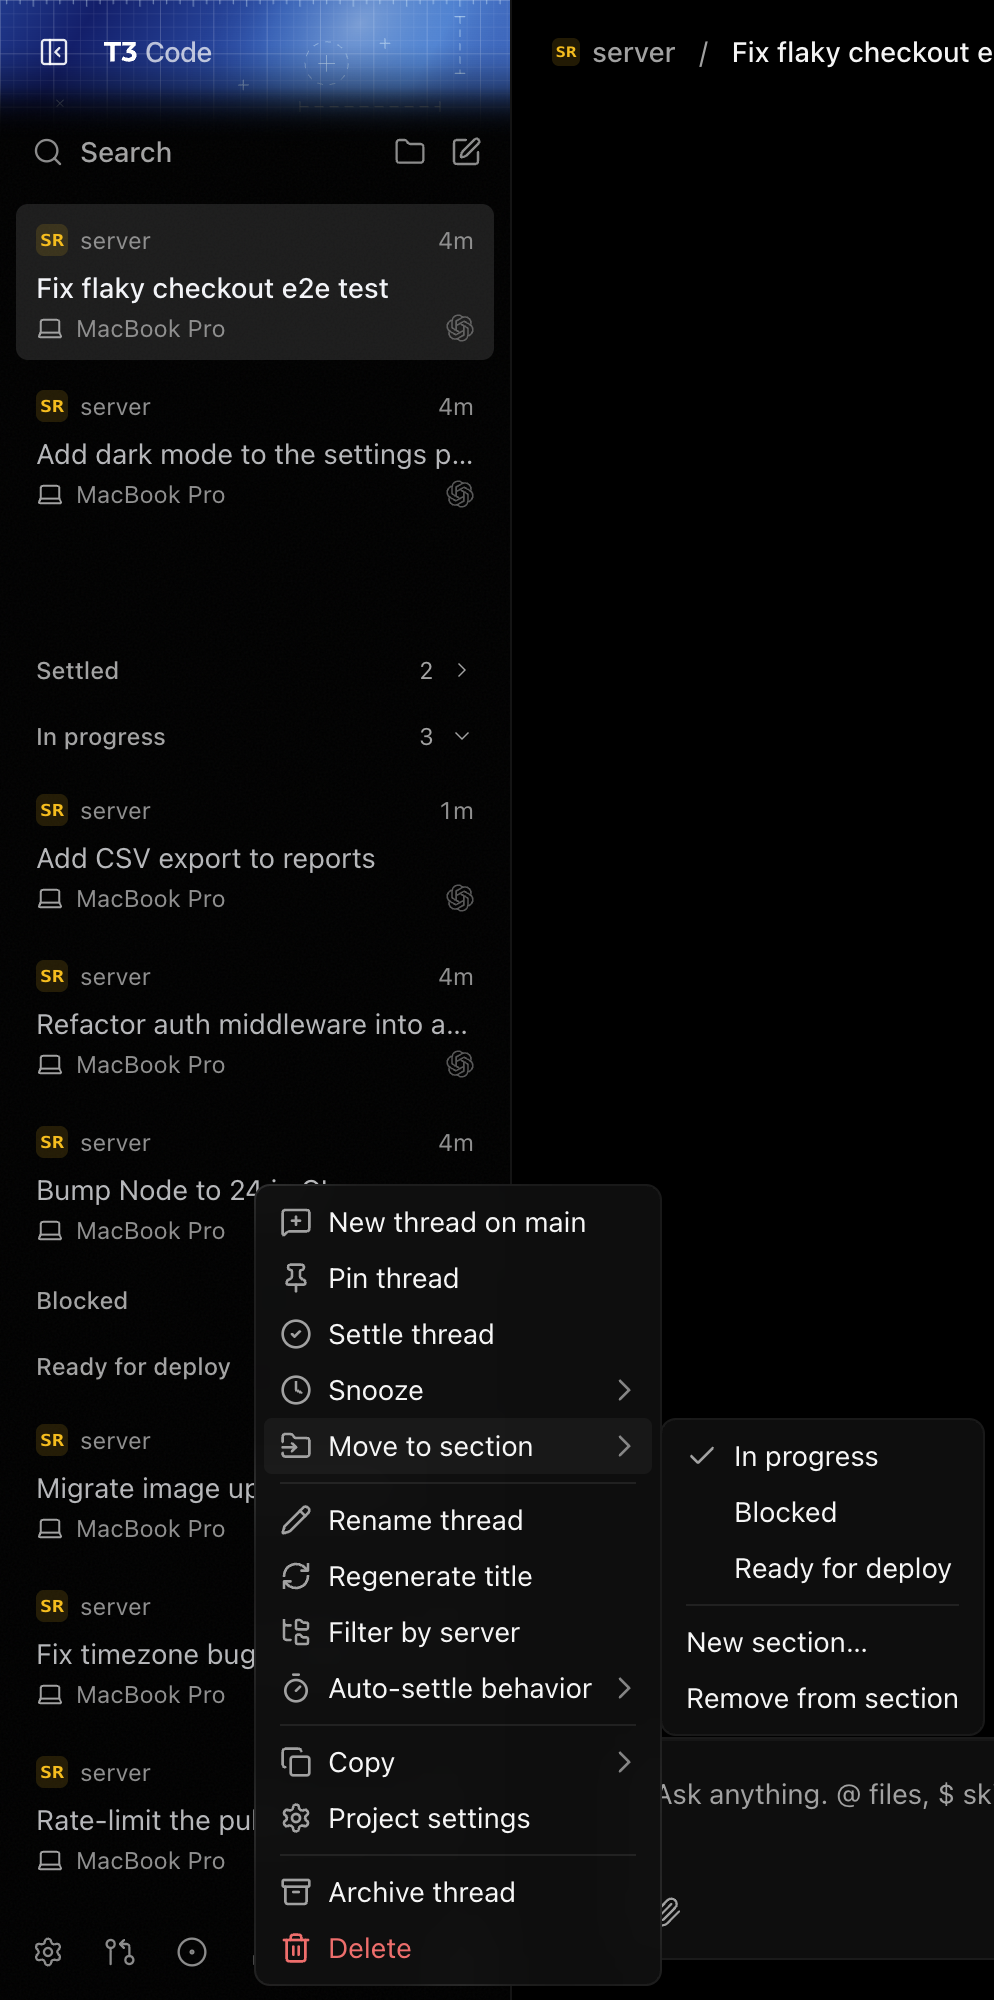 T3 Code
SR server / Fix flaky checkout e
Search
SR server 4m
Fix flaky checkout e2e test
MacBook Pro
SR server 4m
Add dark mode to the settings p...
MacBook Pro
Settled 2
In progress 3
SR server 1m
Add CSV export to reports
MacBook Pro
SR server 4m
Refactor auth middleware into a...
MacBook Pro
SR server 4m
Bump Node to 24 in
MacBook Pro
Blocked
Ready for deploy
SR server
Migrate image up
MacBook Pro
SR server
Fix timezone bug
MacBook Pro
SR server
Rate-limit the pu
MacBook Pro
New thread on main
Pin thread
Settle thread
Snooze
Move to section
Rename thread
Regenerate title
Filter by server
Auto-settle behavior
Copy
Project settings
Archive thread
Delete
In progress
Blocked
Ready for deploy
New section...
Remove from section
Ask anything. @ files, $ sk